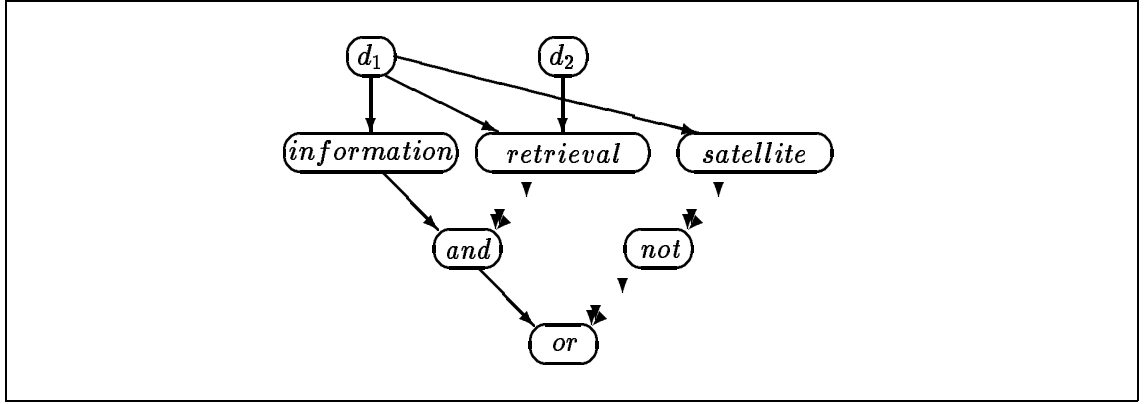 d₁ d₂
information retrieval satellite
and not
or